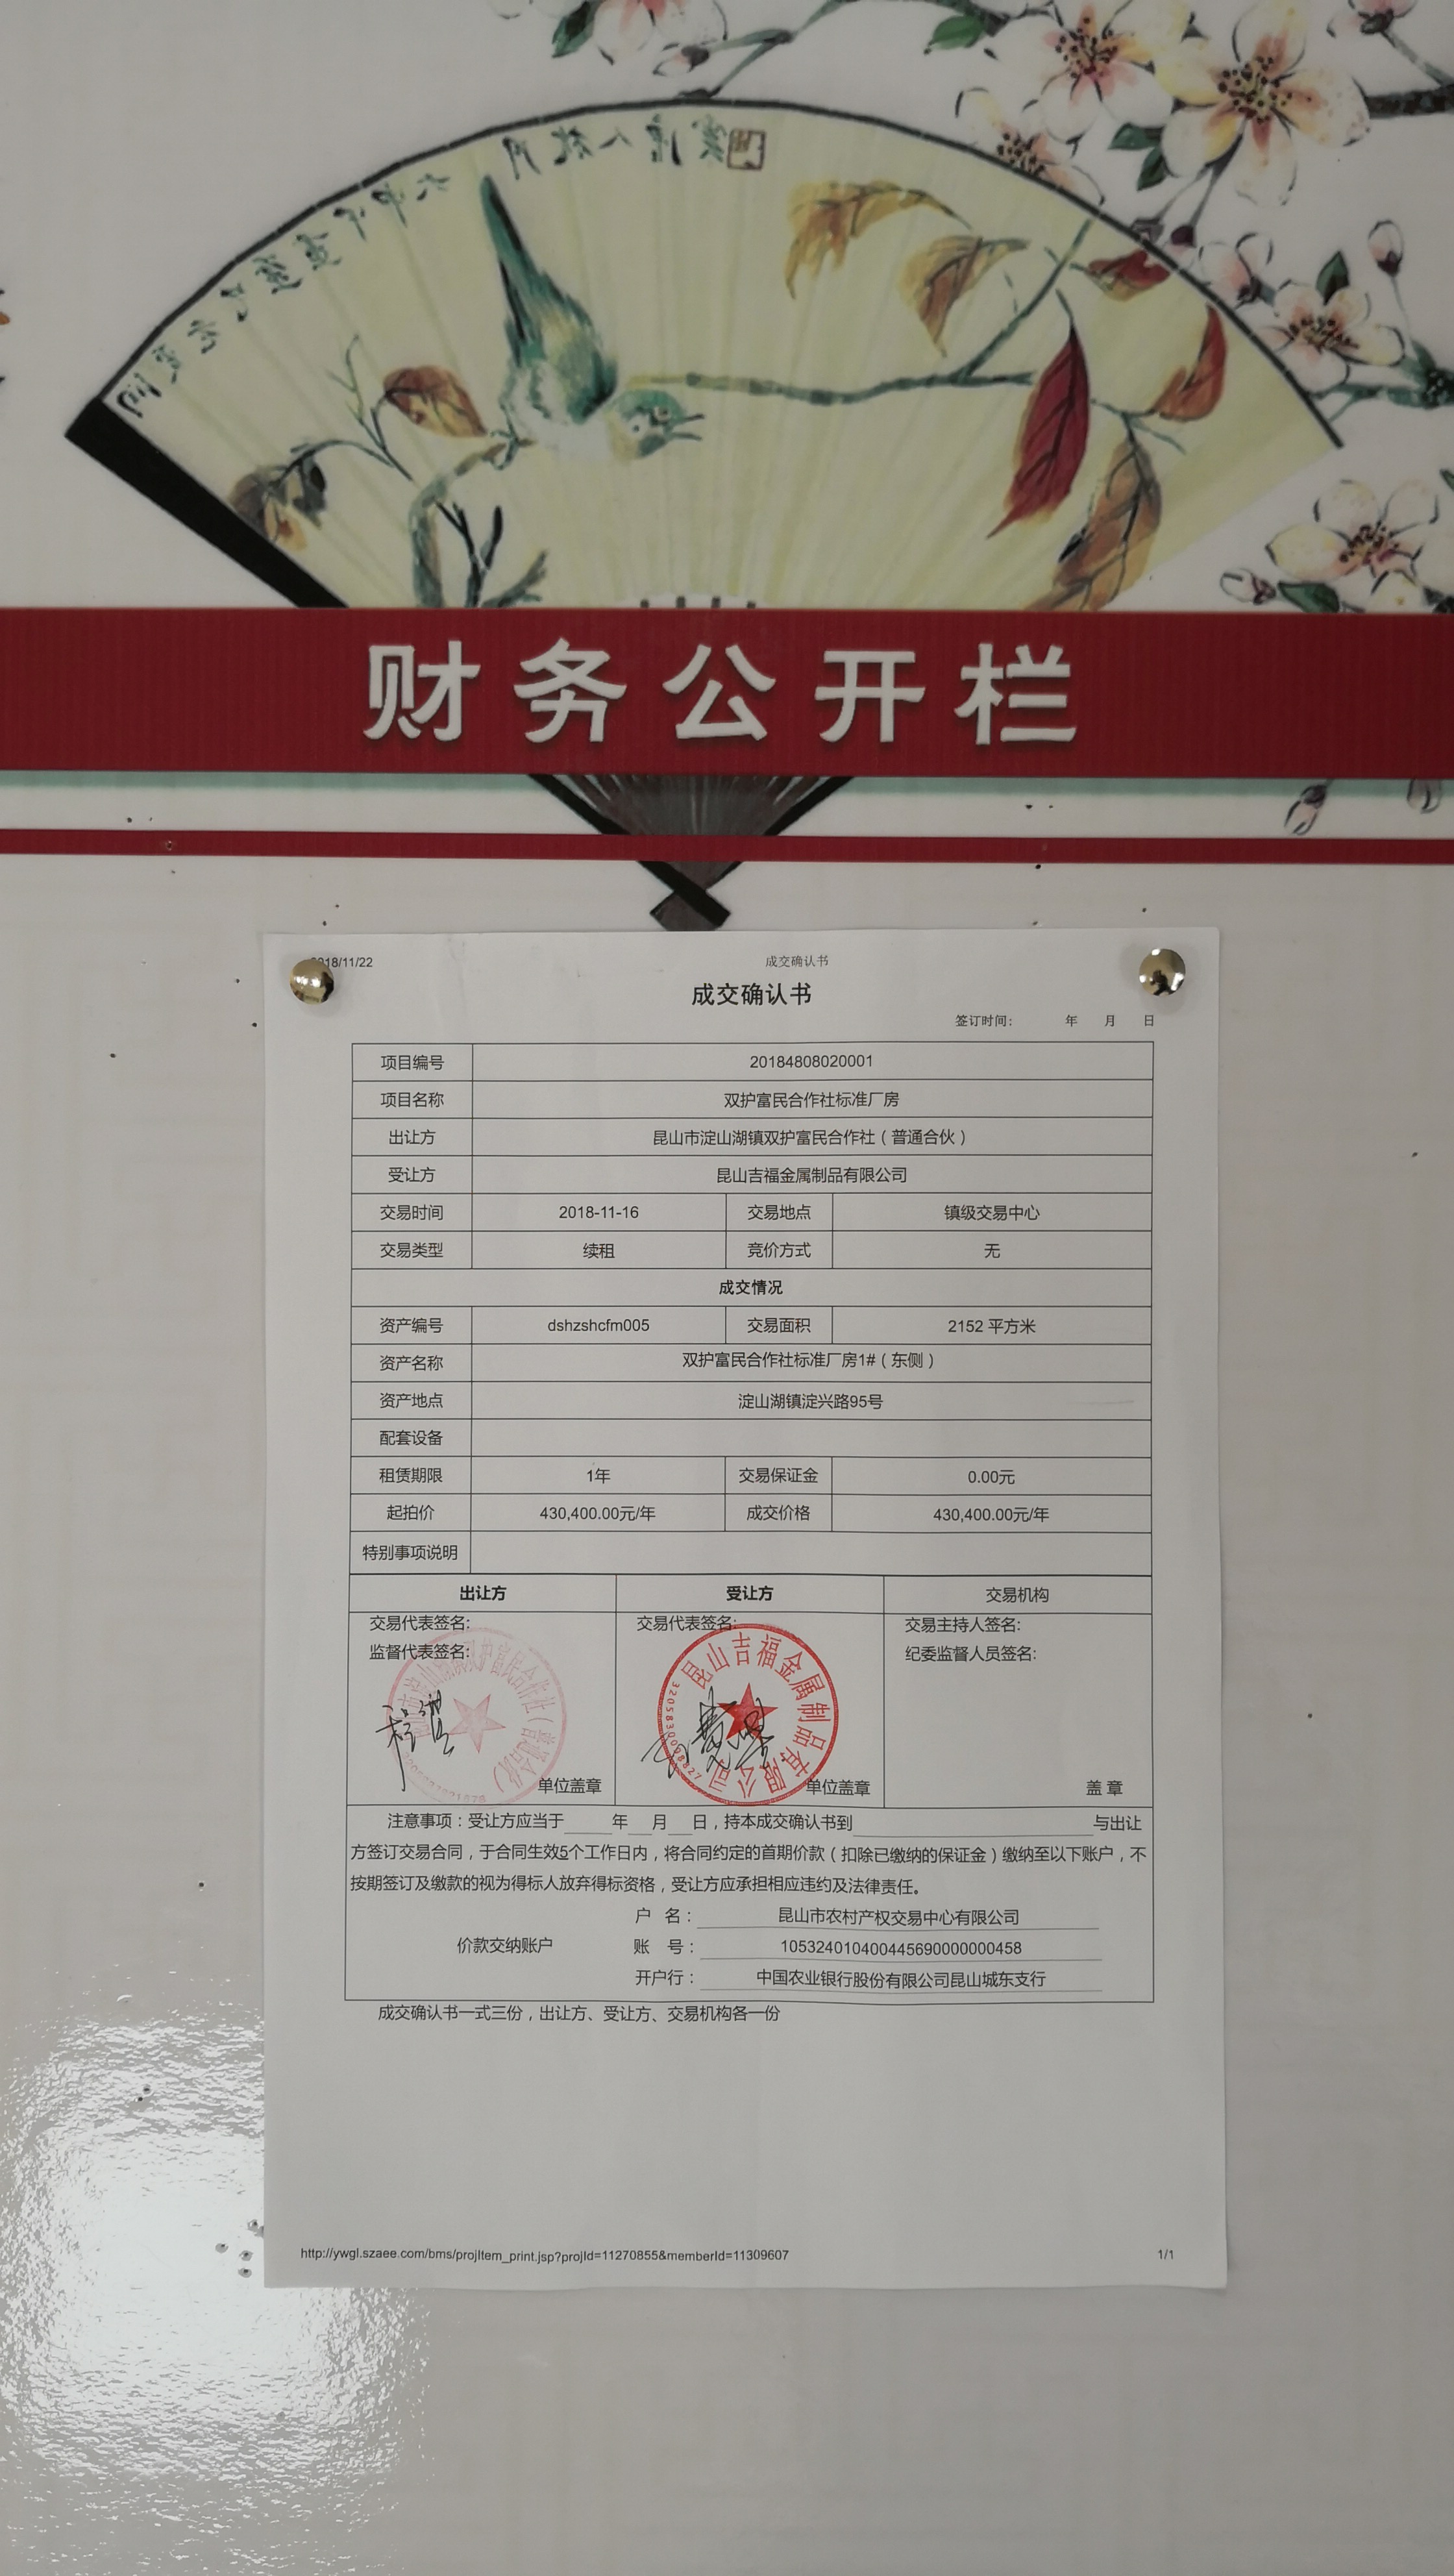 财务公开栏
18/11/22 成交确认书
成交确认书
签订时间： 年 月 日
项目编号 20184808020001
项目名称 双护富民合作社标准厂房
出让方 昆山市淀山湖镇双护富民合作社（普通合伙）
受让方 昆山吉福金属制品有限公司
交易时间 2018-11-16 交易地点 镇级交易中心
交易类型 续租 竞价方式 无
成交情况
资产编号 dshzshcfm005 交易面积 2152 平方米
资产名称 双护富民合作社标准厂房1#（东侧）
资产地点 淀山湖镇淀兴路95号
配套设备
租赁期限 1年 交易保证金 0.00元
起拍价 430,400.00元/年 成交价格 430,400.00元/年
特别事项说明
出让方 受让方 交易机构
交易代表签名: 交易代表签名: 交易主持人签名:
监督代表签名: 纪委监督人员签名:
昆山吉福金属制品有限公司
单位盖章 单位盖章 盖 章
注意事项：受让方应当于 年 月 日，持本成交确认书到 与出让
方签订交易合同，于合同生效5个工作日内，将合同约定的首期价款（扣除已缴纳的保证金）缴纳至以下账户，不
按期签订及缴款的视为得标人放弃得标资格，受让方应承担相应违约及法律责任。
户 名： 昆山市农村产权交易中心有限公司
价款交纳账户 账 号： 10532401040044569000000​0458
开户行： 中国农业银行股份有限公司昆山城东支行
成交确认书一式三份，出让方、受让方、交易机构各一份
http://ywgl.szaee.com/bms/projItem_print.jsp?projId=11270855&memberId=11309607 1/1